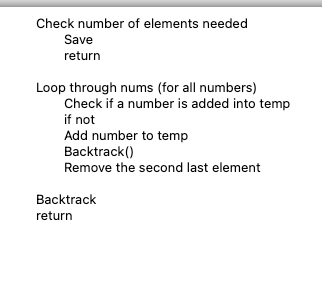 Check number of elements needed
Save
return
Loop through nums (for all numbers)
Check if a number is added into temp
if not
Add number to temp
Backtrack()
Remove the second last element
Backtrack
return